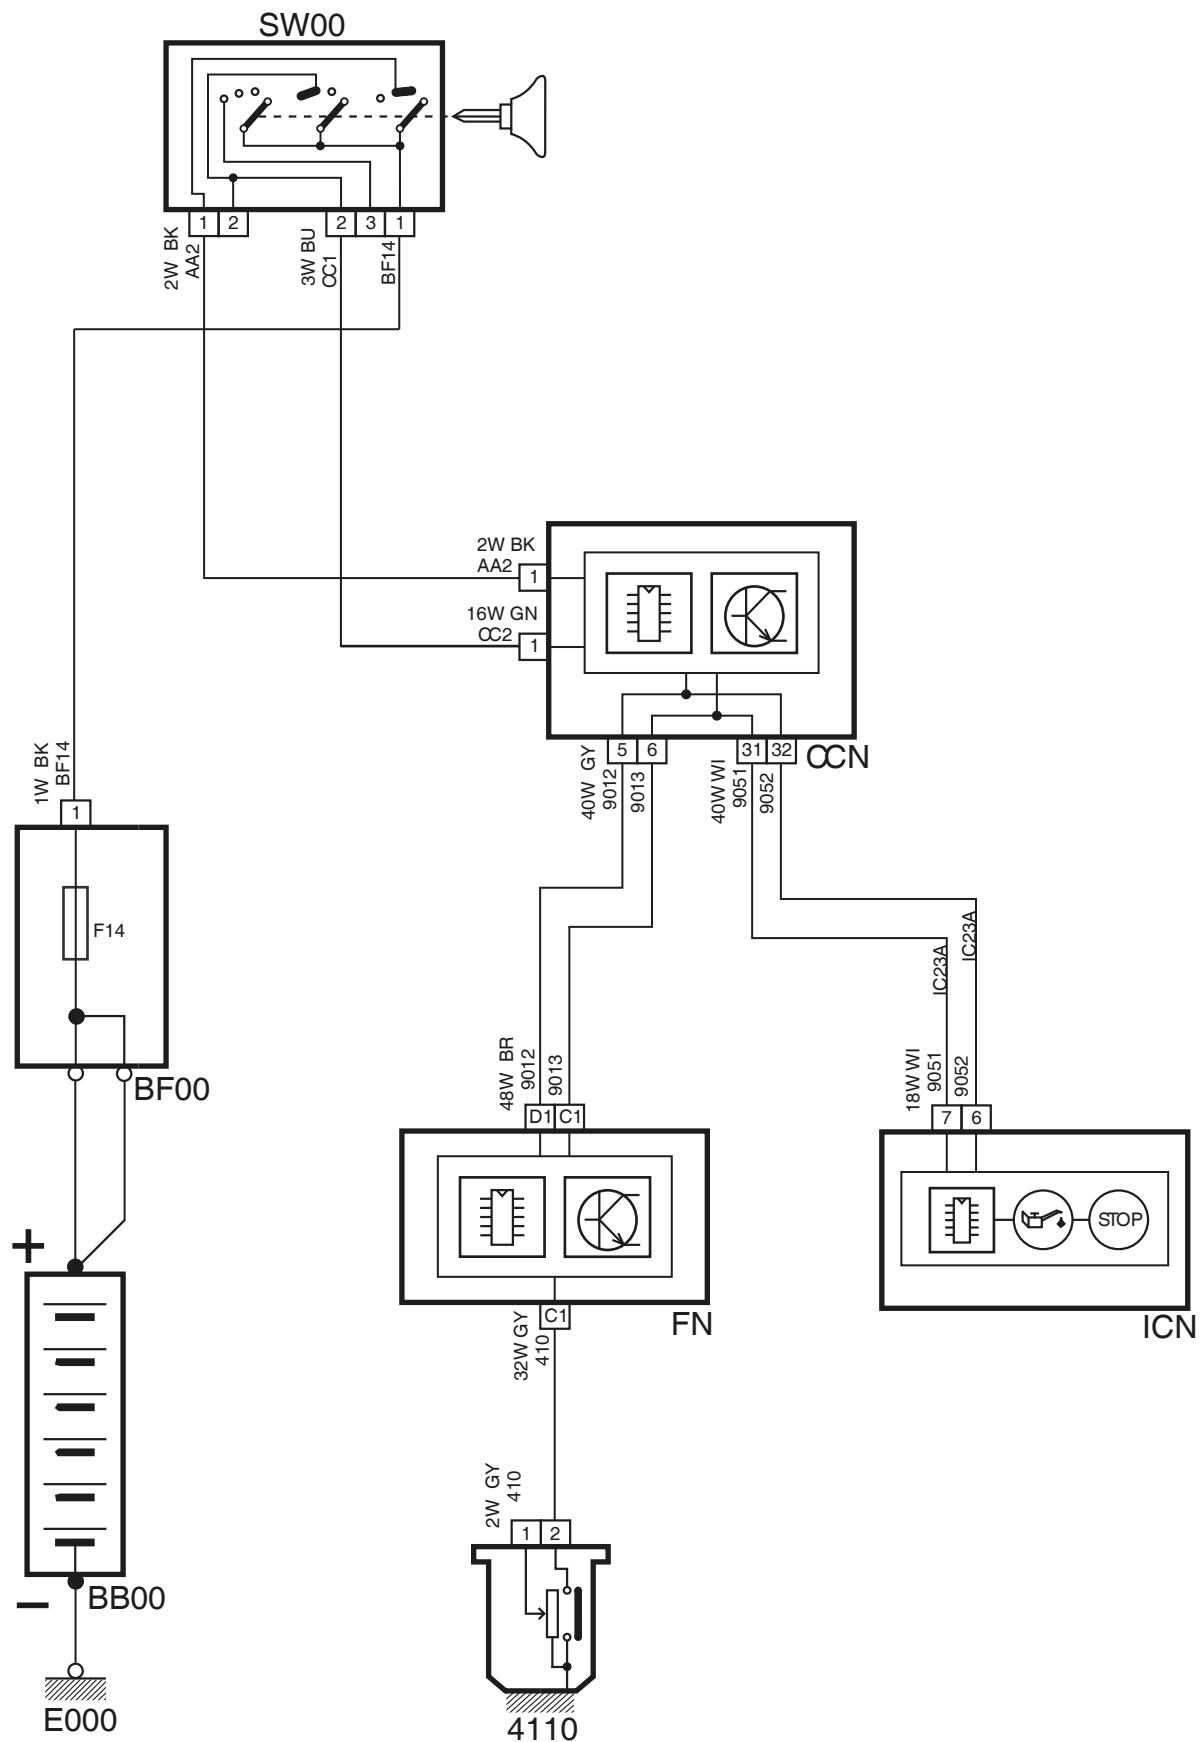 SW00
1 2
2 3 1
2W BK
AA2
3W BU
CC1
BF14
2W BK
AA2
1
16W GN
CC2
1
5 6
31 32
CCN
40W GY
9012
9013
40W WI
9051
9052
1W BK
BF14
1
F14
BF00
IC23A
IC23A
48W BR
9012
9013
D1 C1
18W WI
9051
9052
7 6
STOP
FN
ICN
C1
32W GY
410
+
2W GY
410
1 2
–
BB00
E000
4110